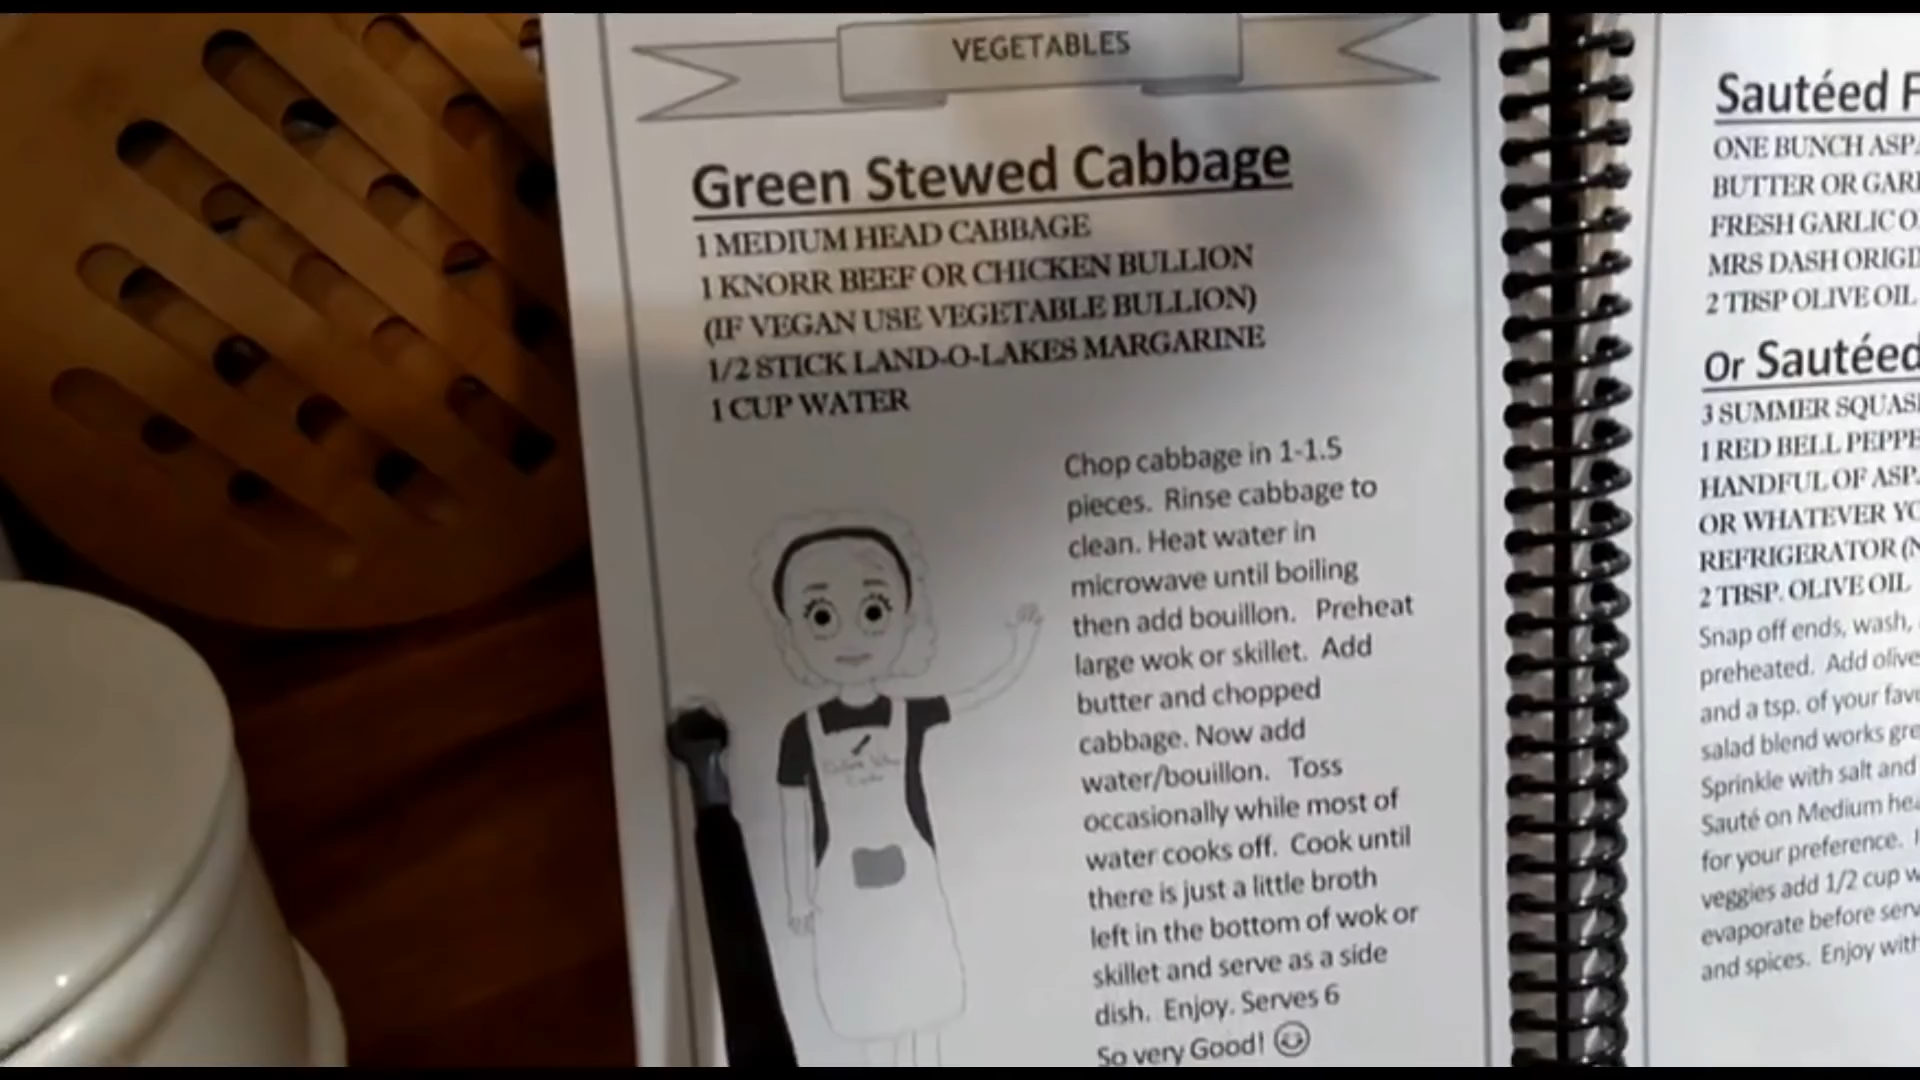 VEGETABLES
Green Stewed Cabbage
1 MEDIUM HEAD CABBAGE
1 KNORR BEEF OR CHICKEN BULLION
(IF VEGAN USE VEGETABLE BULLION)
1/2 STICK LAND-O-LAKES MARGARINE
1 CUP WATER
Chop cabbage in 1-1.5
pieces. Rinse cabbage to
clean. Heat water in
microwave until boiling
then add bouillon. Preheat
large wok or skillet. Add
butter and chopped
cabbage. Now add
water/bouillon. Toss
occasionally while most of
water cooks off. Cook until
there is just a little broth
left in the bottom of wok or
skillet and serve as a side
dish. Enjoy. Serves 6
So very Good!
Sautéed
ONE BUNCH
BUTTER OR
FRESH GARLIC
MRS DASH
2 TBSP OLIVE OIL
Or Sautéed
3 SUMMER
1 RED BELL
HANDFUL OF
OR WHATEVER
REFRIGERATOR
2 TBSP. OLIVE OIL
Snap off ends, wash,
preheated. Add
and a tsp. of your
salad blend works
Sprinkle with salt and
Sauté on Medium
for your preference.
veggies add 1/2 cup
evaporate before
and spices. Enjoy